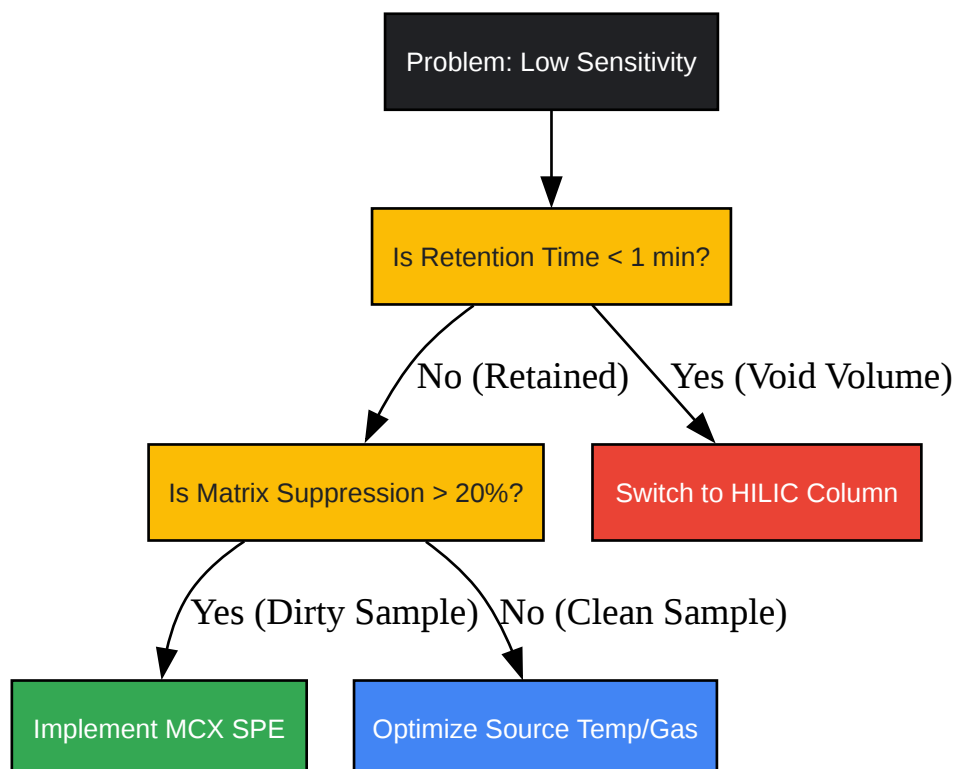 Problem: Low Sensitivity
Is Retention Time < 1 min?
No (Retained)
Yes (Void Volume)
Is Matrix Suppression > 20%?
Switch to HILIC Column
Yes (Dirty Sample)
No (Clean Sample)
Implement MCX SPE
Optimize Source Temp/Gas